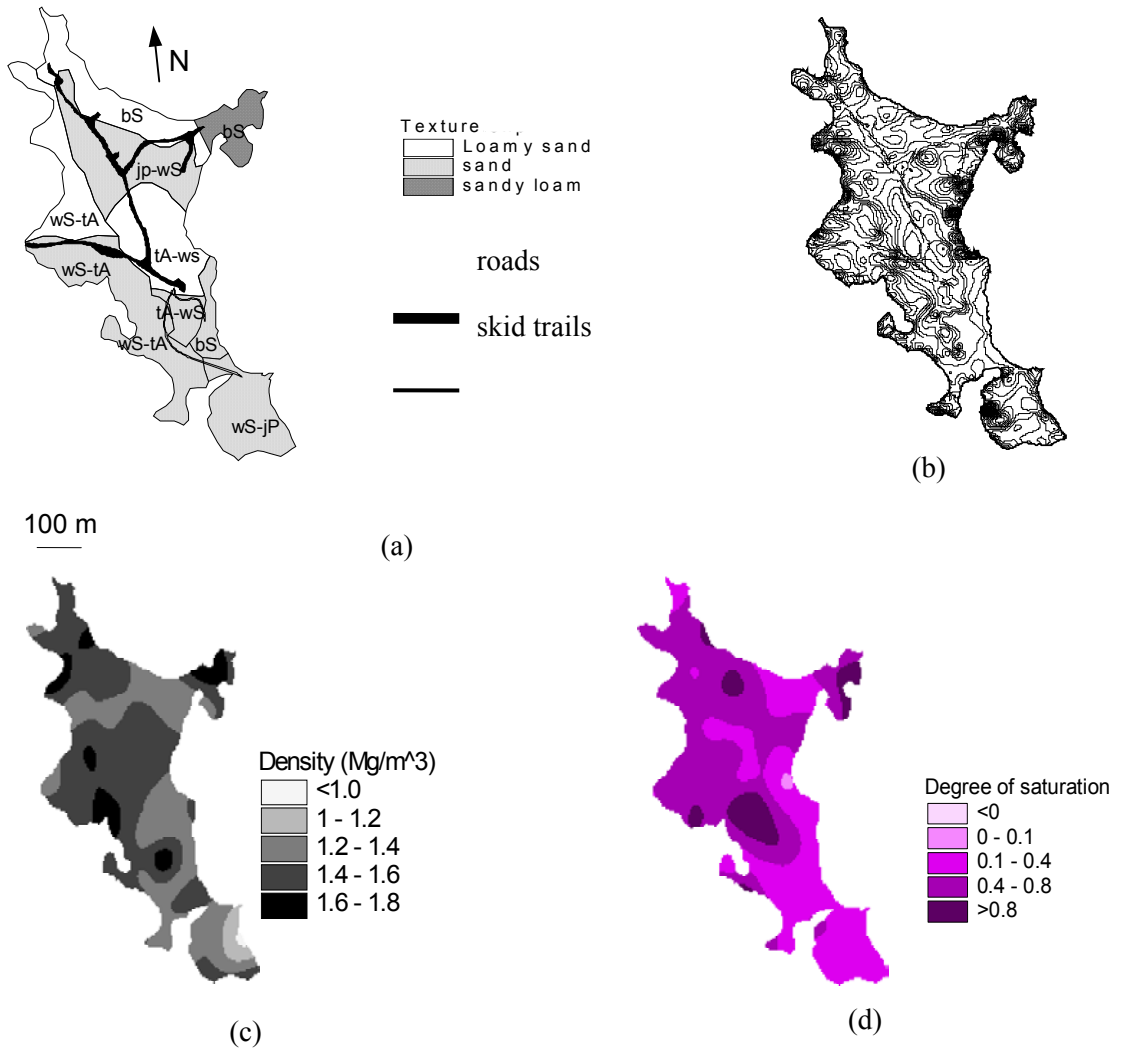 N
bS
bS
jp-wS
wS-tA
tA-ws
wS-tA
tA-wS
wS-tA
bS
wS-jP
Texture
Loamy sand
sand
sandy loam
roads
skid trails
(b)
100 m
(a)
Density (Mg/m^3)
<1.0
1 - 1.2
1.2 - 1.4
1.4 - 1.6
1.6 - 1.8
(c)
Degree of saturation
<0
0 - 0.1
0.1 - 0.4
0.4 - 0.8
>0.8
(d)